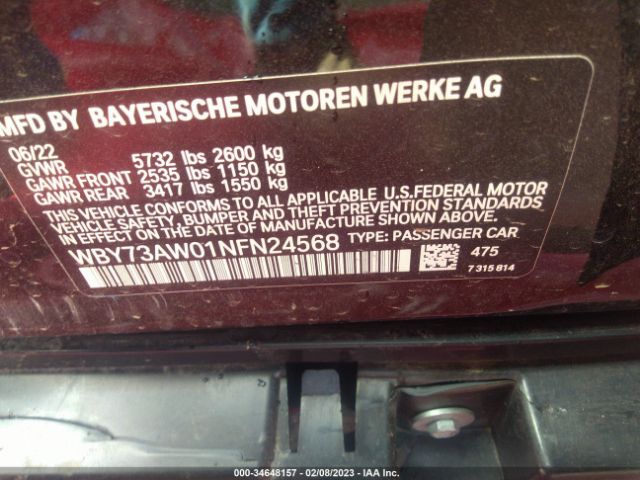 MFD BY BAYERISCHE MOTOREN WERKE AG
06/22
GVWR 5732 lbs 2600 kg
GAWR FRONT 2535 lbs 1150 kg
GAWR REAR 3417 lbs 1550 kg
THIS VEHICLE CONFORMS TO ALL APPLICABLE U.S.FEDERAL MOTOR
VEHICLE SAFETY, BUMPER AND THEFT PREVENTION STANDARDS
IN EFFECT ON THE DATE OF MANUFACTURE SHOWN ABOVE.
WBY73AW01NFN24568 TYPE: PASSENGER CAR
475
7 315 814
000-34648157 - 02/08/2023 - IAA Inc.